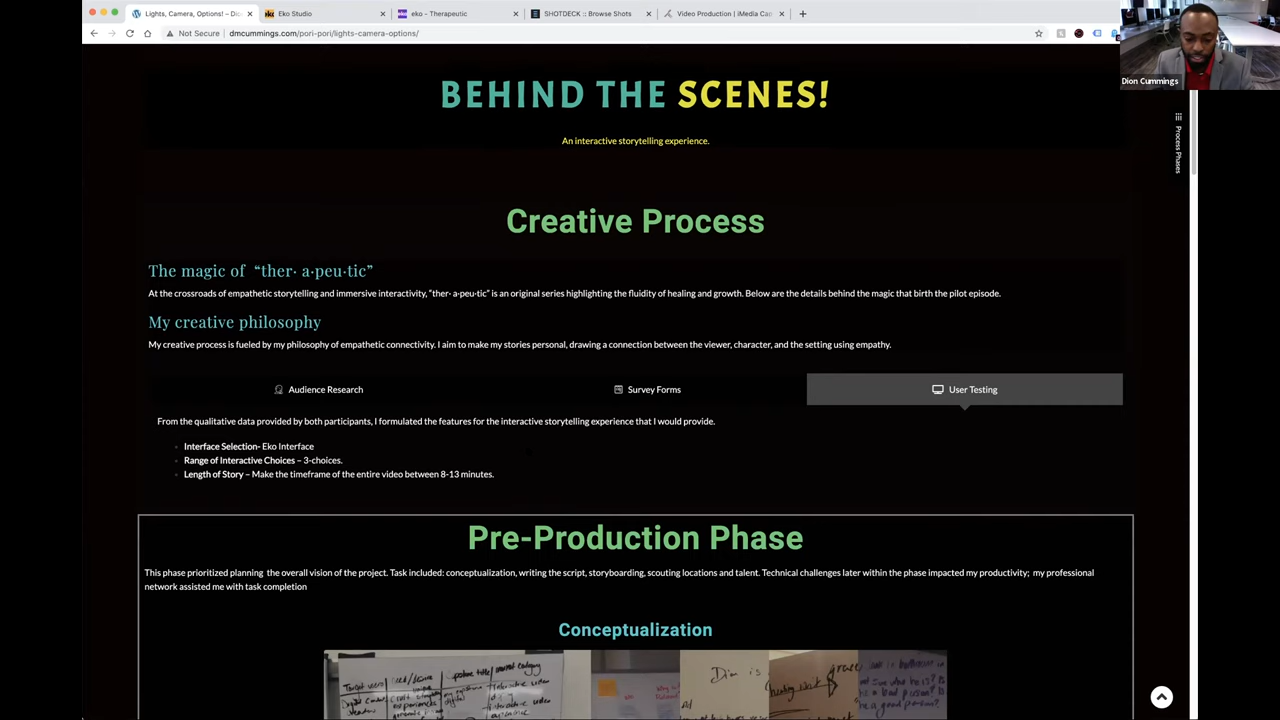 Lights, Camera, Options! – Di
Eko Studio
eko - Therapeutic
SHOTDECK :: Browse Shots
Video Production | iMedia Ca
Not Secure | dmcummings.com/pori-pori/lights-camera-options/
Dion Cummings
Process Phases
BEHIND THE SCENES!
An interactive storytelling experience.
Creative Process
The magic of “ther· a·peu·tic”
At the crossroads of empathetic storytelling and immersive interactivity, “ther· a·peu·tic” is an original series highlighting the fluidity of healing and growth. Below are the details behind the magic that birth the pilot episode.
My creative philosophy
My creative process is fueled by my philosophy of empathetic connectivity. I aim to make my stories personal, drawing a connection between the viewer, character, and the setting using empathy.
Audience Research
Survey Forms
User Testing
From the qualitative data provided by both participants, I formulated the features for the interactive storytelling experience that I would provide.
Interface Selection- Eko Interface
Range of Interactive Choices – 3-choices.
Length of Story – Make the timeframe of the entire video between 8-13 minutes.
Pre-Production Phase
This phase prioritized planning the overall vision of the project. Task included: conceptualization, writing the script, storyboarding, scouting locations and talent. Technical challenges later within the phase impacted my productivity; my professional
network assisted me with task completion
Conceptualization
Dion is